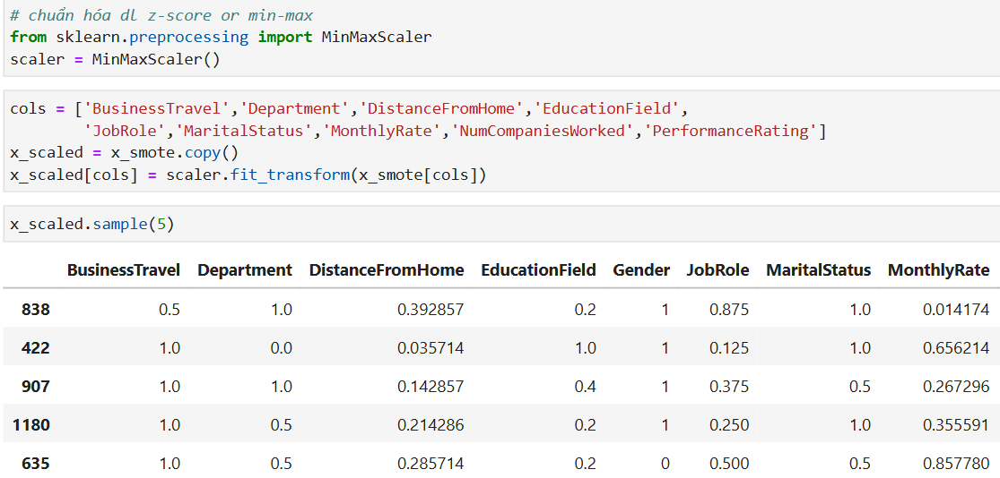 # chuẩn hóa dl z-score or min-max
from sklearn.preprocessing import MinMaxScaler
scaler = MinMaxScaler()
cols = ['BusinessTravel','Department','DistanceFromHome','EducationField',
'JobRole','MaritalStatus','MonthlyRate','NumCompaniesWorked','PerformanceRating']
x_scaled = x_smote.copy()
x_scaled[cols] = scaler.fit_transform(x_smote[cols])
x_scaled.sample(5)
BusinessTravel Department DistanceFromHome EducationField Gender JobRole MaritalStatus MonthlyRate
838 0.5 1.0 0.392857 0.2 1 0.875 1.0 0.014174
422 1.0 0.0 0.035714 1.0 1 0.125 1.0 0.656214
907 1.0 1.0 0.142857 0.4 1 0.375 0.5 0.267296
1180 1.0 0.5 0.214286 0.2 1 0.250 1.0 0.355591
635 1.0 0.5 0.285714 0.2 0 0.500 0.5 0.857780